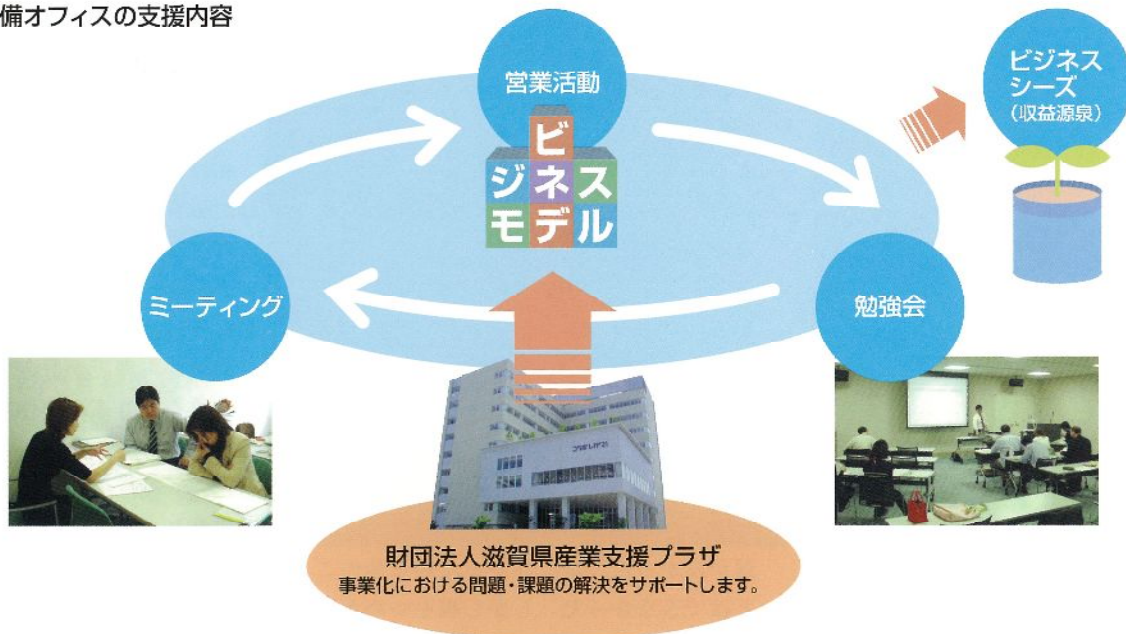 備オフィスの支援内容
営業活動
ビ
ジネス
モデル
ビジネス
シーズ
（収益源泉）
ミーティング
勉強会
財団法人滋賀県産業支援プラザ
事業化における問題・課題の解決をサポートします。